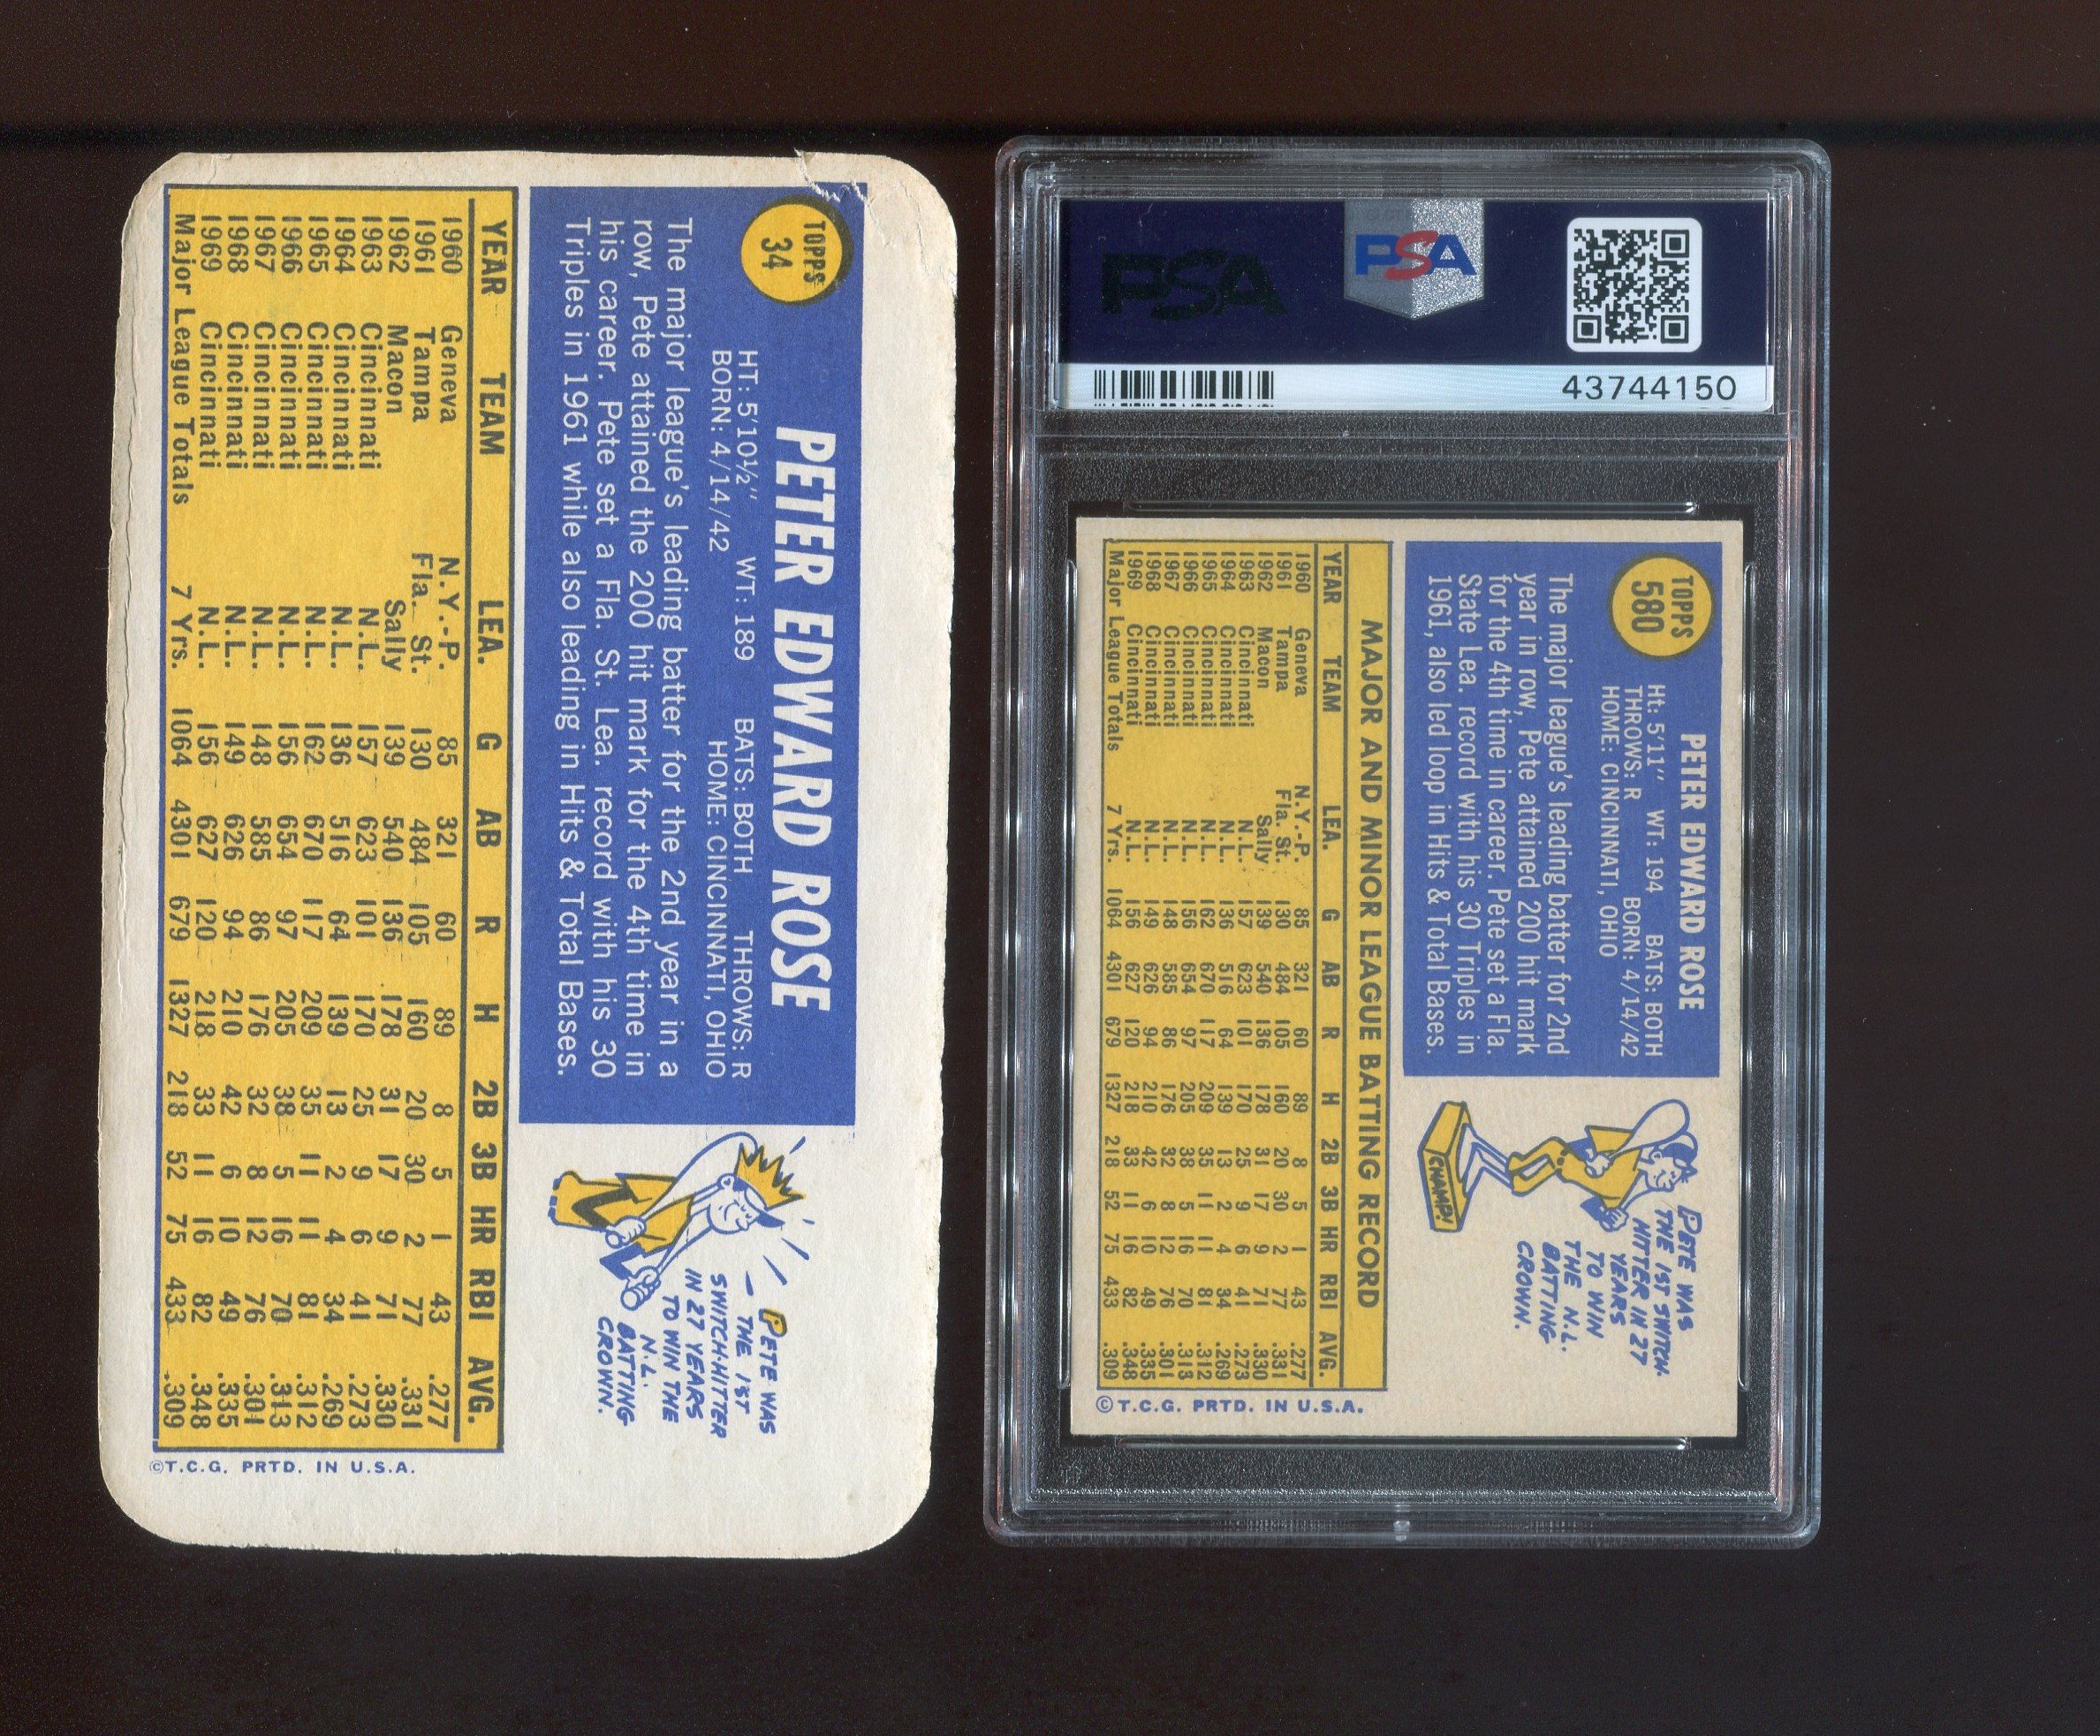 TOPPS
34
PETER EDWARD ROSE
HT: 5'10½" WT: 189 BATS: BOTH THROWS: R
BORN: 4/14/42 HOME: CINCINNATI, OHIO
The major league's leading batter for the 2nd year in a
row, Pete attained the 200 hit mark for the 4th time in
his career. Pete set a Fla. St. Lea. record with his 30
Triples in 1961 while also leading in Hits & Total Bases.
PETE WAS
THE 1ST
SWITCH-HITTER
IN 27 YEARS
TO WIN THE
N.L.
BATTING
CROWN.
YEAR TEAM LEA. G AB R H 2B 3B HR RBI AVG.
1960 Geneva N.Y.-P. 85 321 60 89 8 5 1 43 .277
1961 Tampa Fla. St. 130 484 105 160 20 30 2 77 .331
1962 Macon Sally 139 540 136 178 31 17 9 71 .330
1963 Cincinnati N.L. 157 623 101 170 25 9 6 41 .273
1964 Cincinnati N.L. 136 516 64 139 13 2 4 34 .269
1965 Cincinnati N.L. 162 670 117 209 35 11 11 81 .312
1966 Cincinnati N.L. 156 654 97 205 38 5 16 70 .313
1967 Cincinnati N.L. 148 585 86 176 32 8 12 76 .301
1968 Cincinnati N.L. 149 626 94 210 42 6 10 49 .335
1969 Cincinnati N.L. 156 627 120 218 33 11 16 82 .348
Major League Totals 7 Yrs. 1064 4301 679 1327 218 52 75 433 .309
©T.C.G. PRTD. IN U.S.A.
PSA
PSA
43744150
TOPPS
580
PETER EDWARD ROSE
Ht: 5'11" WT: 194 BATS: BOTH
THROWS: R BORN: 4/14/42
HOME: CINCINNATI, OHIO
The major league's leading batter for 2nd
year in row, Pete attained 200 hit mark
for the 4th time in career. Pete set a Fla.
State Lea. record with his 30 Triples in
1961, also led loop in Hits & Total Bases.
PETE WAS
THE 1ST SWITCH-
HITTER IN 27
YEARS
TO WIN
THE N.L.
BATTING
CROWN.
CHAMP!
MAJOR AND MINOR LEAGUE BATTING RECORD
YEAR TEAM LEA. G AB R H 2B 3B HR RBI AVG.
1960 Geneva N.Y.-P. 85 321 60 89 8 5 1 43 .277
1961 Tampa Fla. St. 130 484 105 160 20 30 2 77 .331
1962 Macon Sally 139 540 136 178 31 17 9 71 .330
1963 Cincinnati N.L. 157 623 101 170 25 9 6 41 .273
1964 Cincinnati N.L. 136 516 64 139 13 2 4 34 .269
1965 Cincinnati N.L. 162 670 117 209 35 11 11 81 .312
1966 Cincinnati N.L. 156 654 97 205 38 5 16 70 .313
1967 Cincinnati N.L. 148 585 86 176 32 8 12 76 .301
1968 Cincinnati N.L. 149 626 94 210 42 6 10 49 .335
1969 Cincinnati N.L. 156 627 120 218 33 11 16 82 .348
Major League Totals 7 Yrs. 1064 4301 679 1327 218 52 75 433 .309
©T.C.G. PRTD. IN U.S.A.